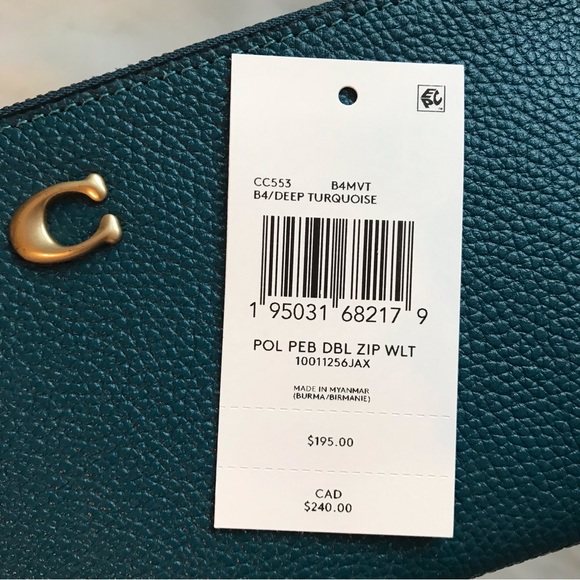 EPC
CC553 B4MVT
B4/DEEP TURQUOISE
1 95031 68217 9
POL PEB DBL ZIP WLT
10011256JAX
MADE IN MYANMAR
(BURMA/BIRMANIE)
$195.00
CAD
$240.00
C